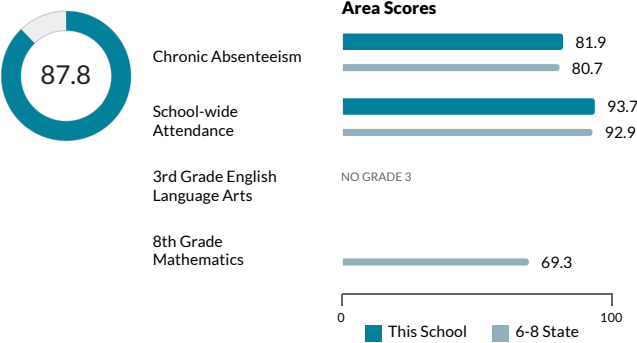 Area Scores
87.8
Chronic Absenteeism
81.9
80.7
School-wide
Attendance
93.7
92.9
3rd Grade English
Language Arts
NO GRADE 3
8th Grade
Mathematics
69.3
0
100
This School
6-8 State